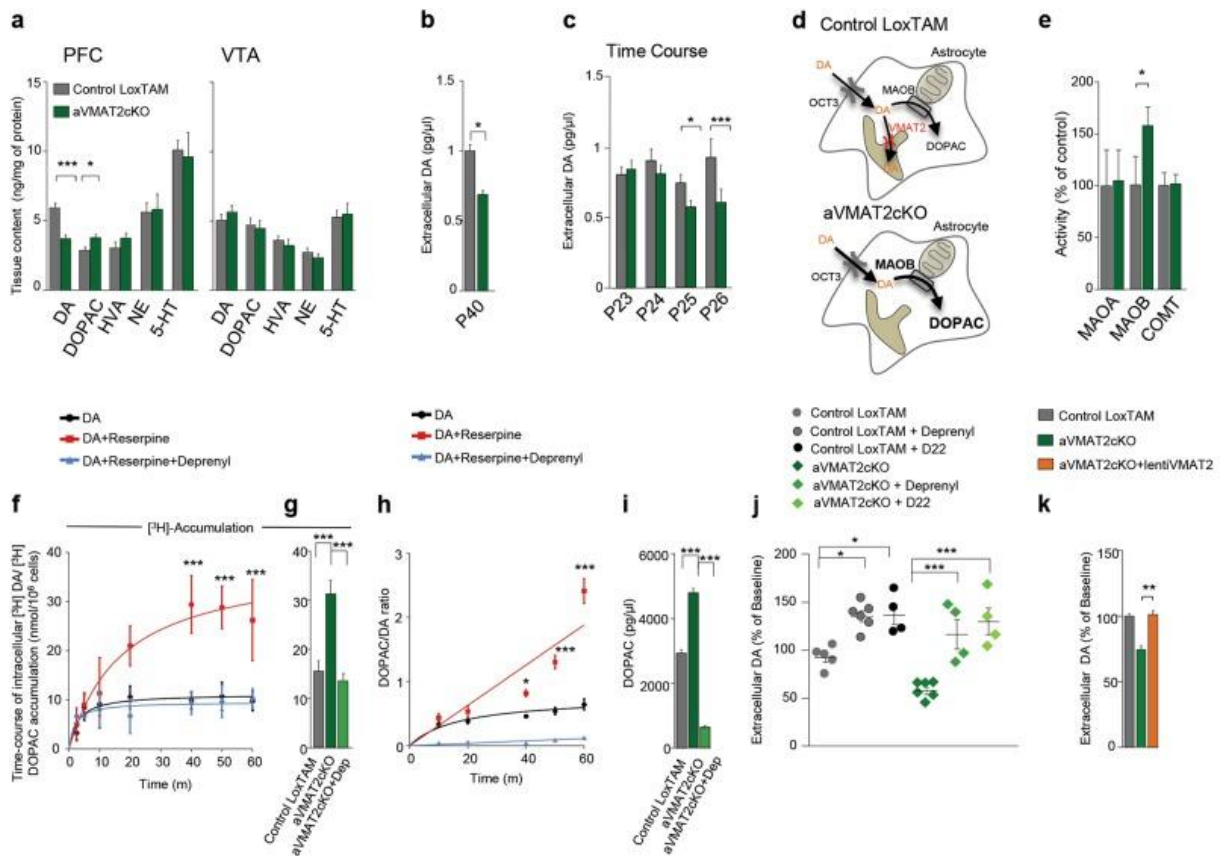 a
PFC
VTA
Control LoxTAM
aVMAT2cKO
Tissue content (ng/mg of protein)
15
10
5
0
***
*
DA
DOPAC
HVA
NE
5-HT
DA
DOPAC
HVA
NE
5-HT
b
Extracellular DA (pg/µl)
1.5
1
0.5
0
*
P40
c
Time Course
Extracellular DA (pg/µl)
1.5
1
0.5
0
*
***
P23
P24
P25
P26
d
Control LoxTAM
Astrocyte
DA
MAOB
OCT3
DA
VMAT2
DOPAC
DA
aVMAT2cKO
Astrocyte
DA
MAOB
OCT3
DA
DOPAC
e
Activity (% of control)
200
150
100
50
0
*
MAOA
MAOB
COMT
DA
DA+Reserpine
DA+Reserpine+Deprenyl
DA
DA+Reserpine
DA+Reserpine+Deprenyl
Control LoxTAM
Control LoxTAM + Deprenyl
Control LoxTAM + D22
aVMAT2cKO
aVMAT2cKO + Deprenyl
aVMAT2cKO + D22
Control LoxTAM
aVMAT2cKO
aVMAT2cKO+lentiVMAT2
f
[³H]-Accumulation
Time-course of intracellular [³H] DA/ [³H]
DOPAC accumulation (nmol/10⁶ cells)
40
30
20
10
0
***
***
***
0 10 20 30 40 50 60
Time (m)
g
*** ***
40
30
20
10
0
Control LoxTAM
aVMAT2cKO
aVMAT2cKO+Dep
h
DOPAC/DA ratio
3
2
1
0
*
***
***
0
20
40
60
Time (m)
i
DOPAC (pg/µl)
6000
4000
2000
0
***
***
Control LoxTAM
aVMAT2cKO
aVMAT2cKO+Dep
j
Extracellular DA (% of Baseline)
200
150
100
50
0
*
*
***
***
k
Extracellular DA (% of Baseline)
150
100
50
0
**